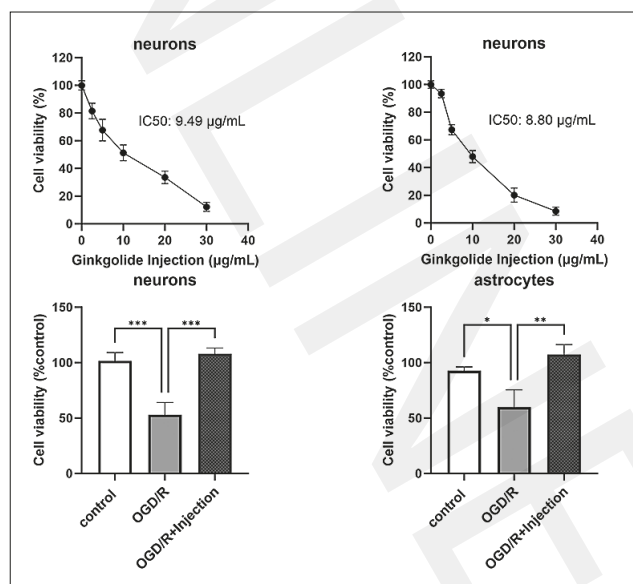 neurons
Cell viability (%)
120
100
80
60
40
20
0
IC50: 9.49 μg/mL
0 10 20 30 40
Ginkgolide Injection (μg/mL)
neurons
Cell viability (%)
120
100
80
60
40
20
0
IC50: 8.80 μg/mL
0 10 20 30 40
Ginkgolide Injection (μg/mL)
neurons
Cell viability (%control)
150
100
50
0
*** ***
control
OGD/R
OGD/R+Injection
astrocytes
Cell viability (%control)
150
100
50
0
* **
control
OGD/R
OGD/R+Injection